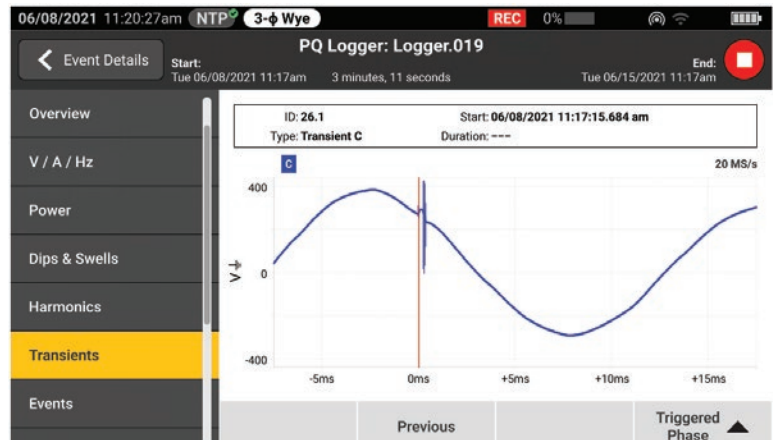 06/08/2021 11:20:27am NTP 3-ϕ Wye REC 0%
Event Details
PQ Logger: Logger.019
Start:
Tue 06/08/2021 11:17am 3 minutes, 11 seconds
End:
Tue 06/15/2021 11:17am
Overview
V / A / Hz
Power
Dips & Swells
Harmonics
Transients
Events
ID: 26.1 Start: 06/08/2021 11:17:15.684 am
Type: Transient C Duration: ---
C
20 MS/s
400
0
-400
V
-5ms 0ms +5ms +10ms +15ms
Previous
Triggered
Phase